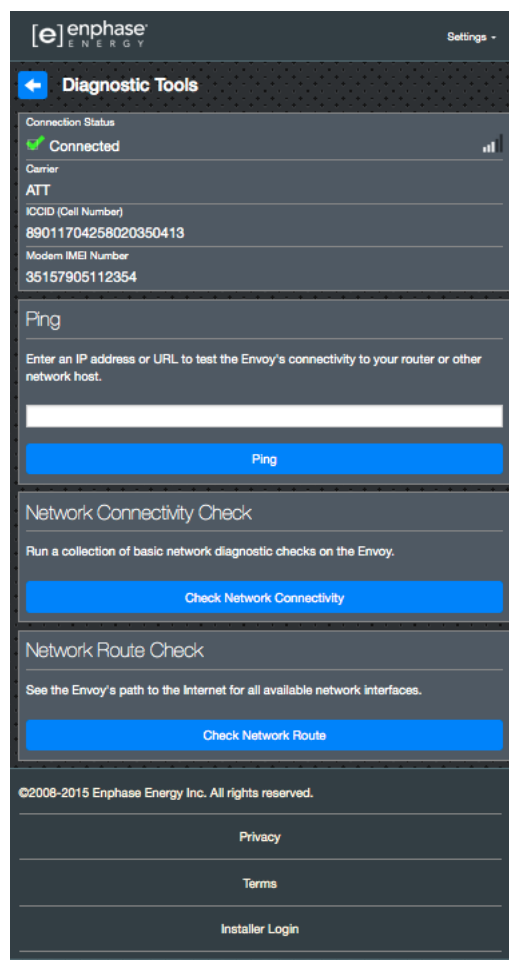 [e] enphase
ENERGY
Settings
Diagnostic Tools
Connection Status
Connected
Carrier
ATT
ICCID (Cell Number)
89011704258020350413
Modem IMEI Number
35157905112354
Ping
Enter an IP address or URL to test the Envoy's connectivity to your router or other
network host.
Ping
Network Connectivity Check
Run a collection of basic network diagnostic checks on the Envoy.
Check Network Connectivity
Network Route Check
See the Envoy's path to the Internet for all available network interfaces.
Check Network Route
©2008-2015 Enphase Energy Inc. All rights reserved.
Privacy
Terms
Installer Login